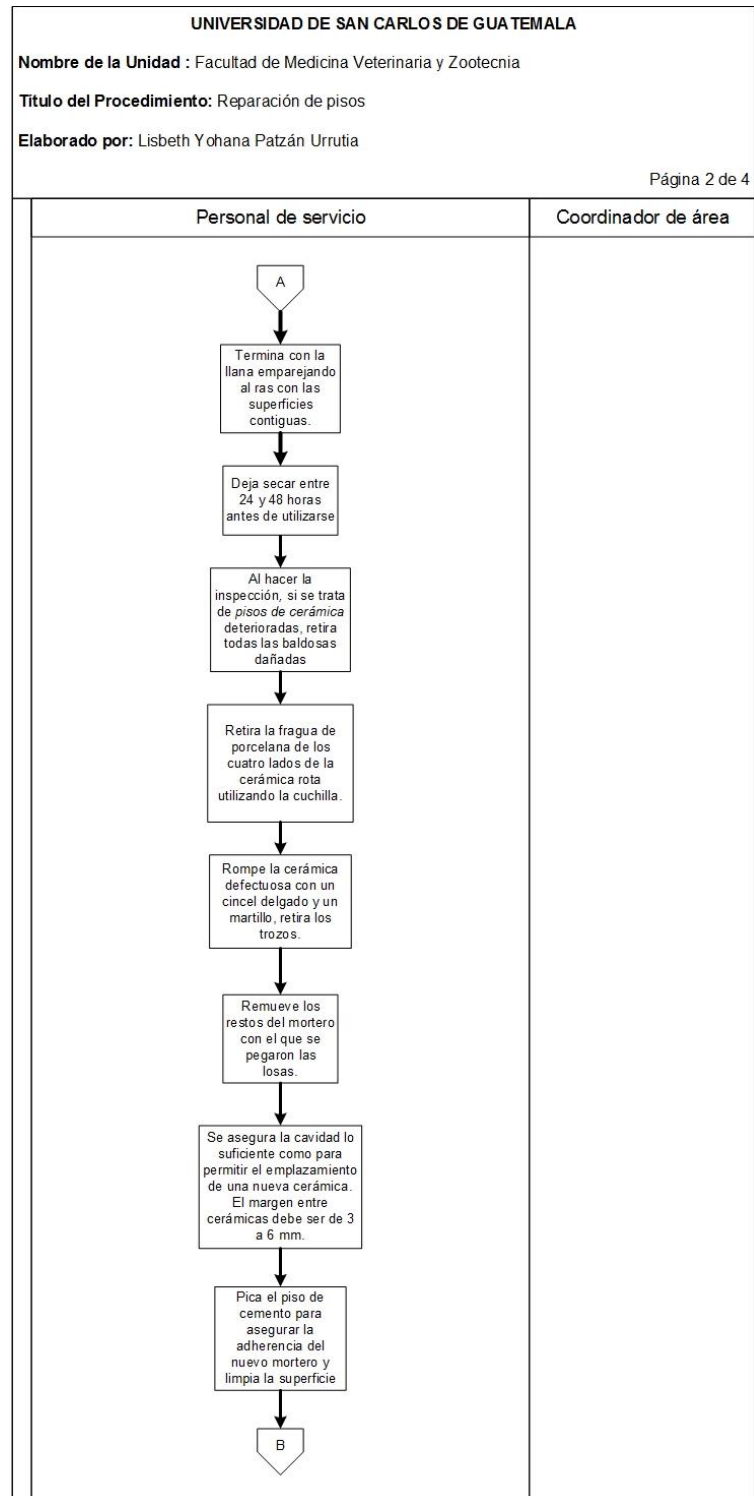 UNIVERSIDAD DE SAN CARLOS DE GUATEMALA
Nombre de la Unidad : Facultad de Medicina Veterinaria y Zootecnia
Título del Procedimiento: Reparación de pisos
Elaborado por: Lisbeth Yohana Patzán Urrutia
Página 2 de 4
Personal de servicio
Coordinador de área
A
Termina con la
llana emparejando
al ras con las
superficies
contiguas.
Deja secar entre
24 y 48 horas
antes de utilizarse
Al hacer la
inspección, si se trata
de pisos de cerámica
deterioradas, retira
todas las baldosas
dañadas
Retira la fragua de
porcelana de los
cuatro lados de la
cerámica rota
utilizando la cuchilla.
Rompe la cerámica
defectuosa con un
cincel delgado y un
martillo, retira los
trozos.
Remueve los
restos del mortero
con el que se
pegaron las
losas.
Se asegura la cavidad lo
suficiente como para
permitir el emplazamiento
de una nueva cerámica.
El margen entre
cerámicas debe ser de 3
a 6 mm.
Pica el piso de
cemento para
asegurar la
adherencia del
nuevo mortero y
limpia la superficie
B